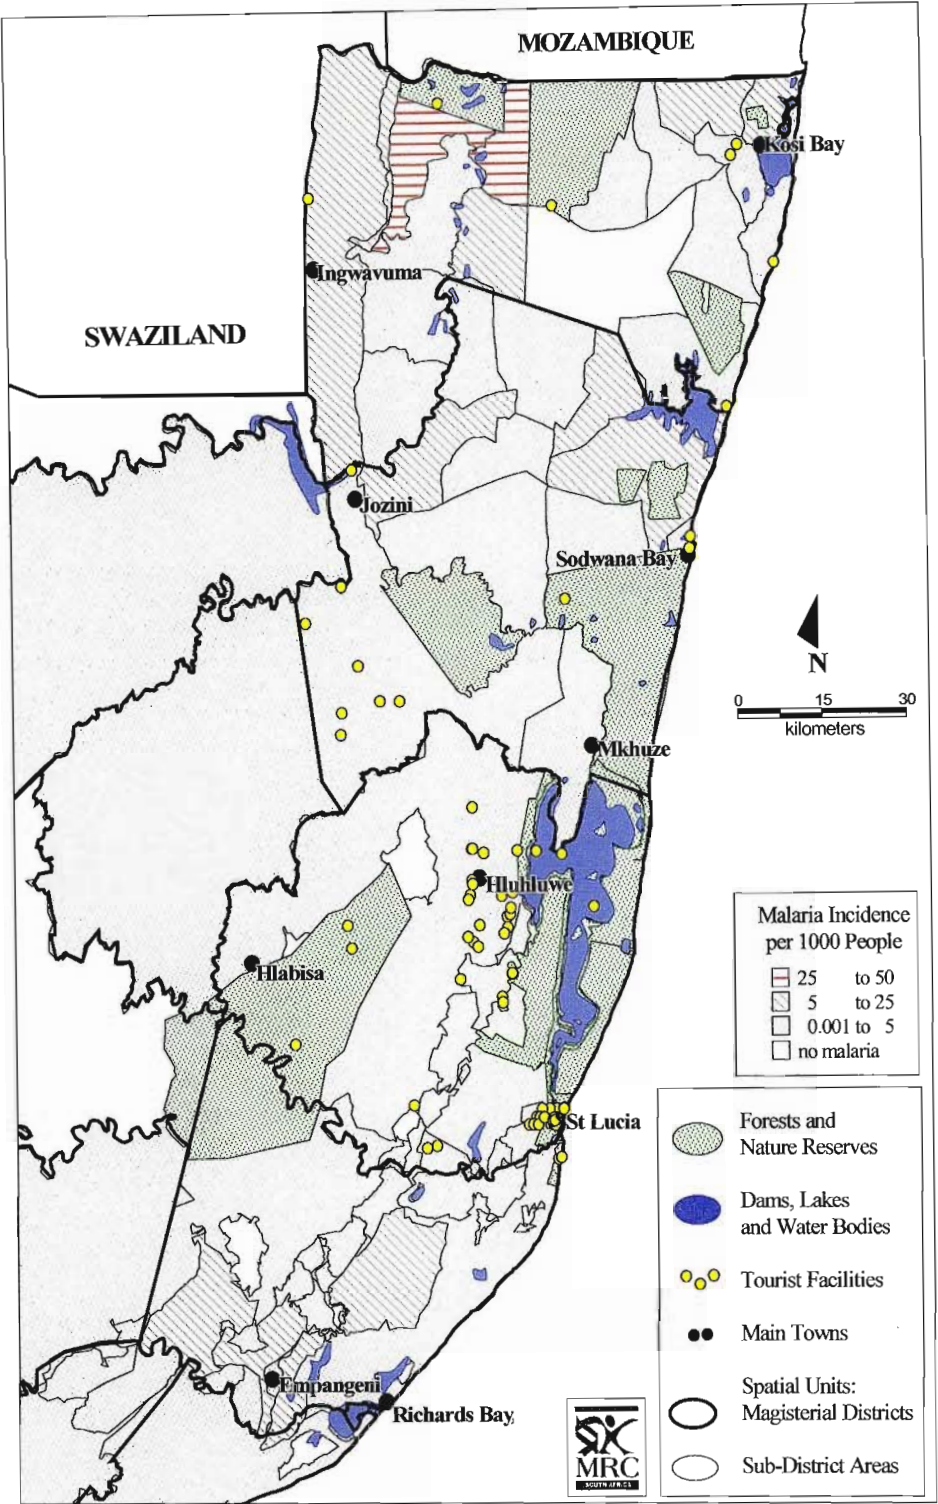 MOZAMBIQUE
Kosi Bay
Ingwavuma
SWAZILAND
Jozini
Sodwana Bay
N
0 15 30
kilometers
Mkhuze
Hluhluwe
Malaria Incidence
per 1000 People
25 to 50
5 to 25
0.001 to 5
no malaria
Hlabisa
St Lucia
Forests and
Nature Reserves
Dams, Lakes
and Water Bodies
Tourist Facilities
Main Towns
Spatial Units:
Magisterial Districts
Sub-District Areas
Empangeni
Richards Bay
MRC
SOUTH AFRICA